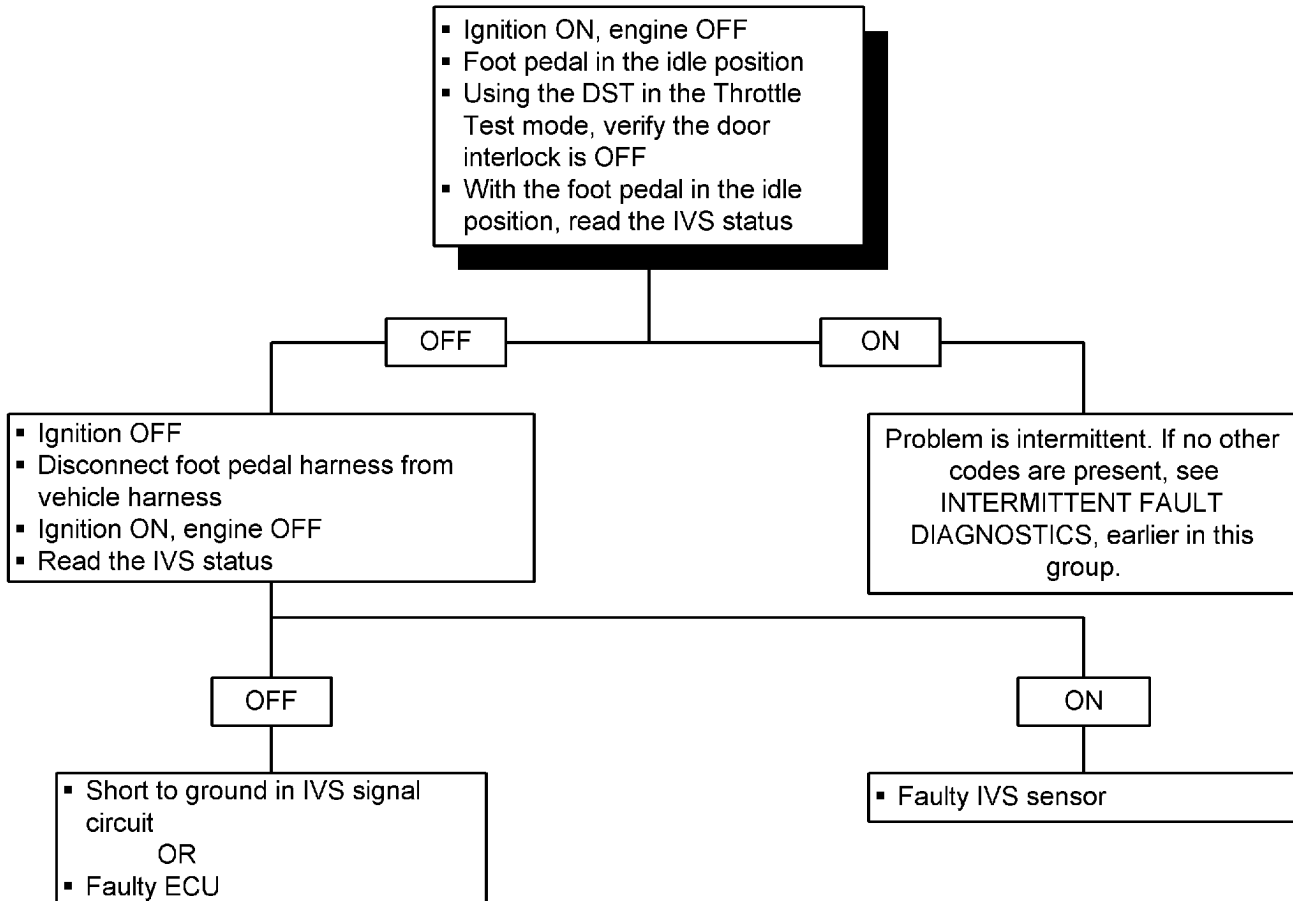 ▪ Ignition ON, engine OFF
▪ Foot pedal in the idle position
▪ Using the DST in the Throttle
Test mode, verify the door
interlock is OFF
▪ With the foot pedal in the idle
position, read the IVS status
OFF
ON
▪ Ignition OFF
▪ Disconnect foot pedal harness from
vehicle harness
▪ Ignition ON, engine OFF
▪ Read the IVS status
Problem is intermittent. If no other
codes are present, see
INTERMITTENT FAULT
DIAGNOSTICS, earlier in this
group.
OFF
ON
▪ Short to ground in IVS signal
circuit
OR
▪ Faulty ECU
▪ Faulty IVS sensor